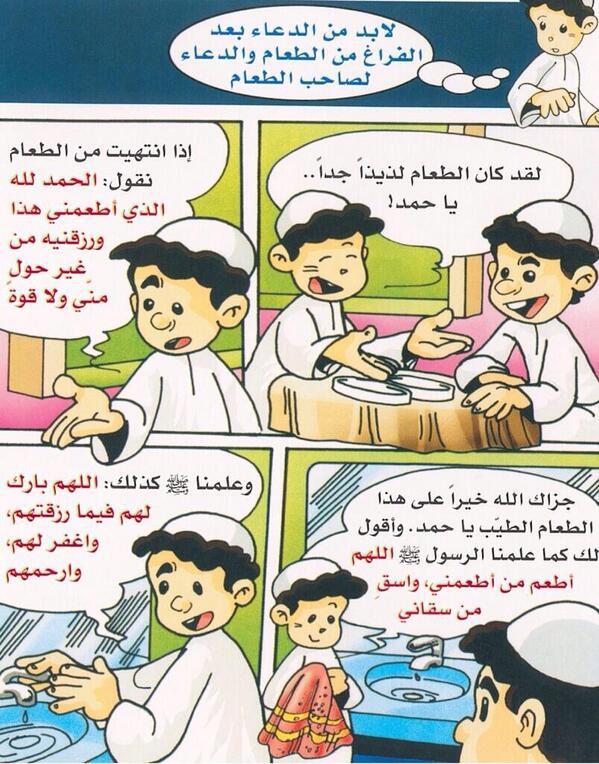 لابد من الدعاء بعد
الفراغ من الطعام والدعاء
لصاحب الطعام
لقد كان الطعام لذيذاً جداً..
يا حمد!
إذا انتهيت من الطعام
نقول: الحمد لله
الذي أطعمني هذا
ورزقنيه من
غير حولٍ
منّي ولا قوة
جزاك الله خيراً على هذا
الطعام الطيّب يا حمد. وأقول
لك كما علمنا الرسول ﷺ اللهم
أطعم من أطعمني، واسقِ
من سقاني
وعلمنا ﷺ كذلك: اللهم بارك
لهم فيما رزقتهم،
واغفر لهم،
وارحمهم